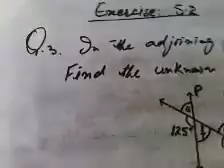 Exercise 5.2
Q.3. In the adjoining
Find the unknown
P
125°